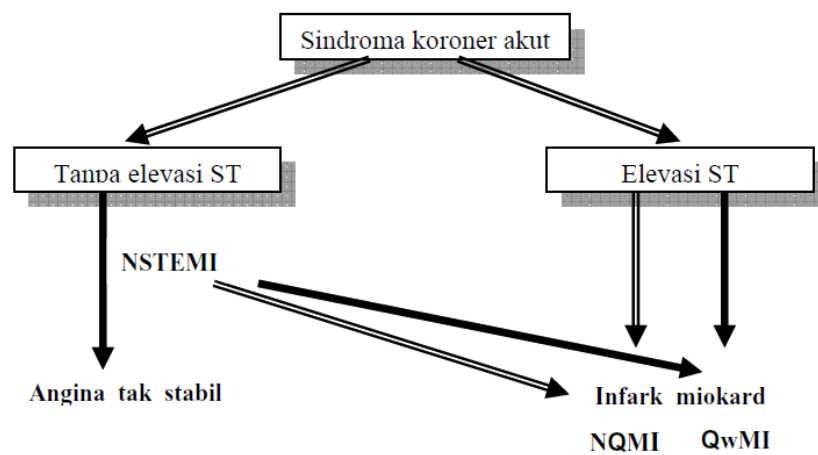 Sindroma koroner akut
Tanpa elevasi ST
Elevasi ST
NSTEMI
Angina tak stabil
Infark miokard
NQMI QwMI